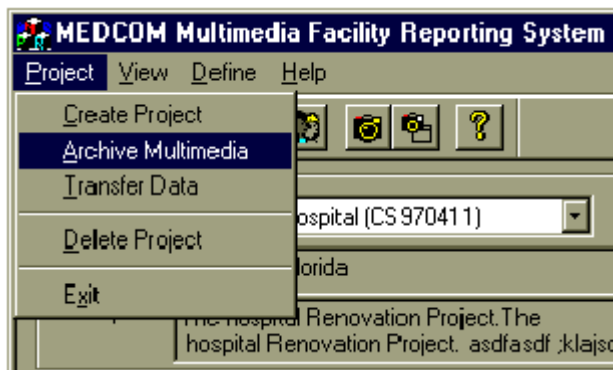 MEDCOM Multimedia Facility Reporting System
Project View Define Help
Create Project
Archive Multimedia
Transfer Data
ospital (CS 970411)
Delete Project
lorida
Exit
The hospital Renovation Project.The
hospital Renovation Project. asdfasdf ;klajsc